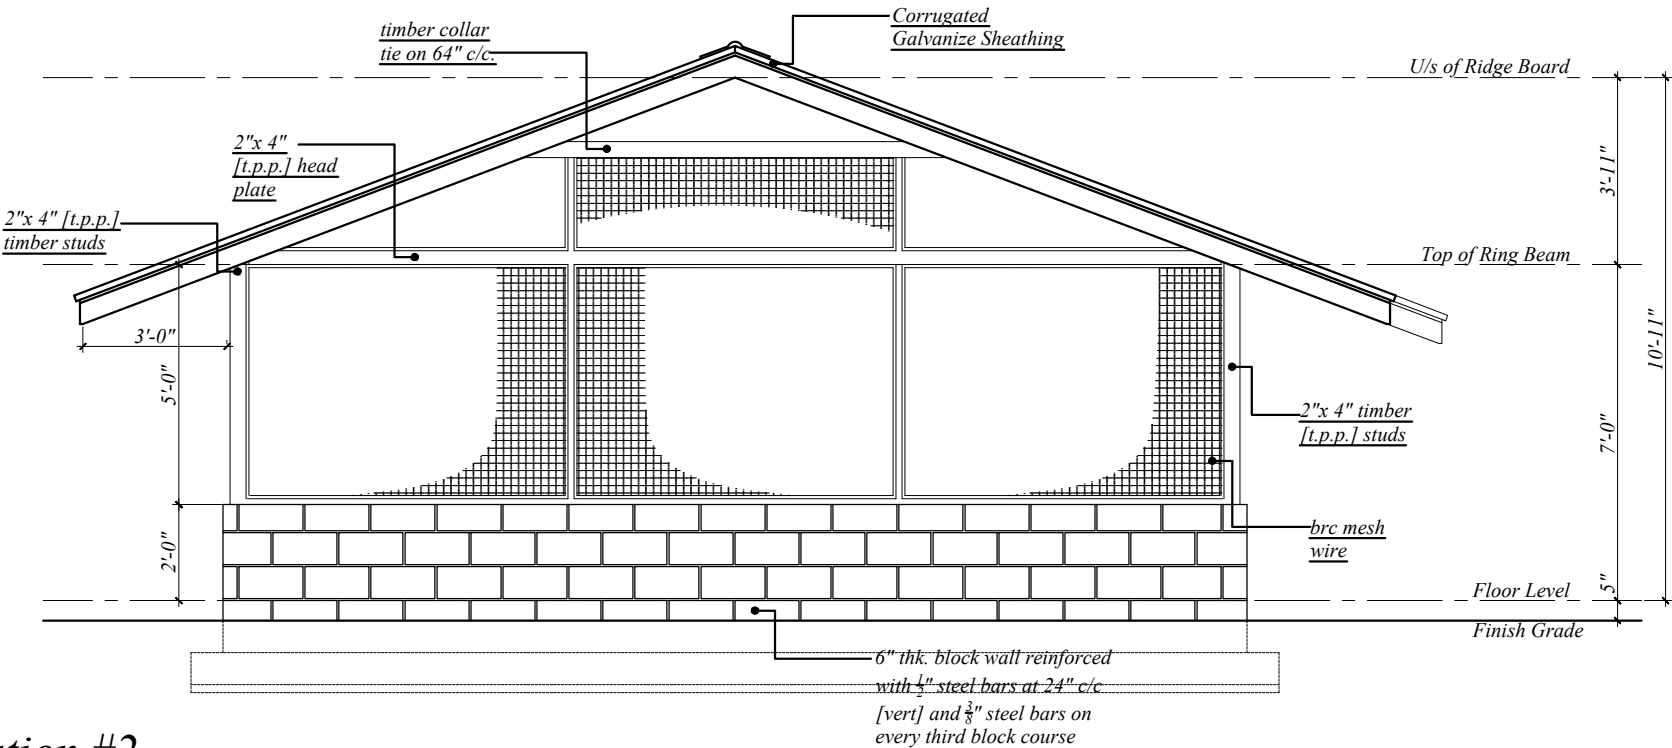 timber collar
tie on 64" c/c.
Corrugated
Galvanize Sheathing
U/s of Ridge Board
2"x 4"
[t.p.p.] head
plate
3'-11"
2"x 4" [t.p.p.]
timber studs
Top of Ring Beam
3'-0"
5'-0"
10'-11"
2"x 4" timber
[t.p.p.] studs
7'-0"
brc mesh
wire
2'-0"
5"
Floor Level
Finish Grade
6" thk. block wall reinforced
with ½" steel bars at 24" c/c
[vert] and ⅜" steel bars on
every third block course
#2